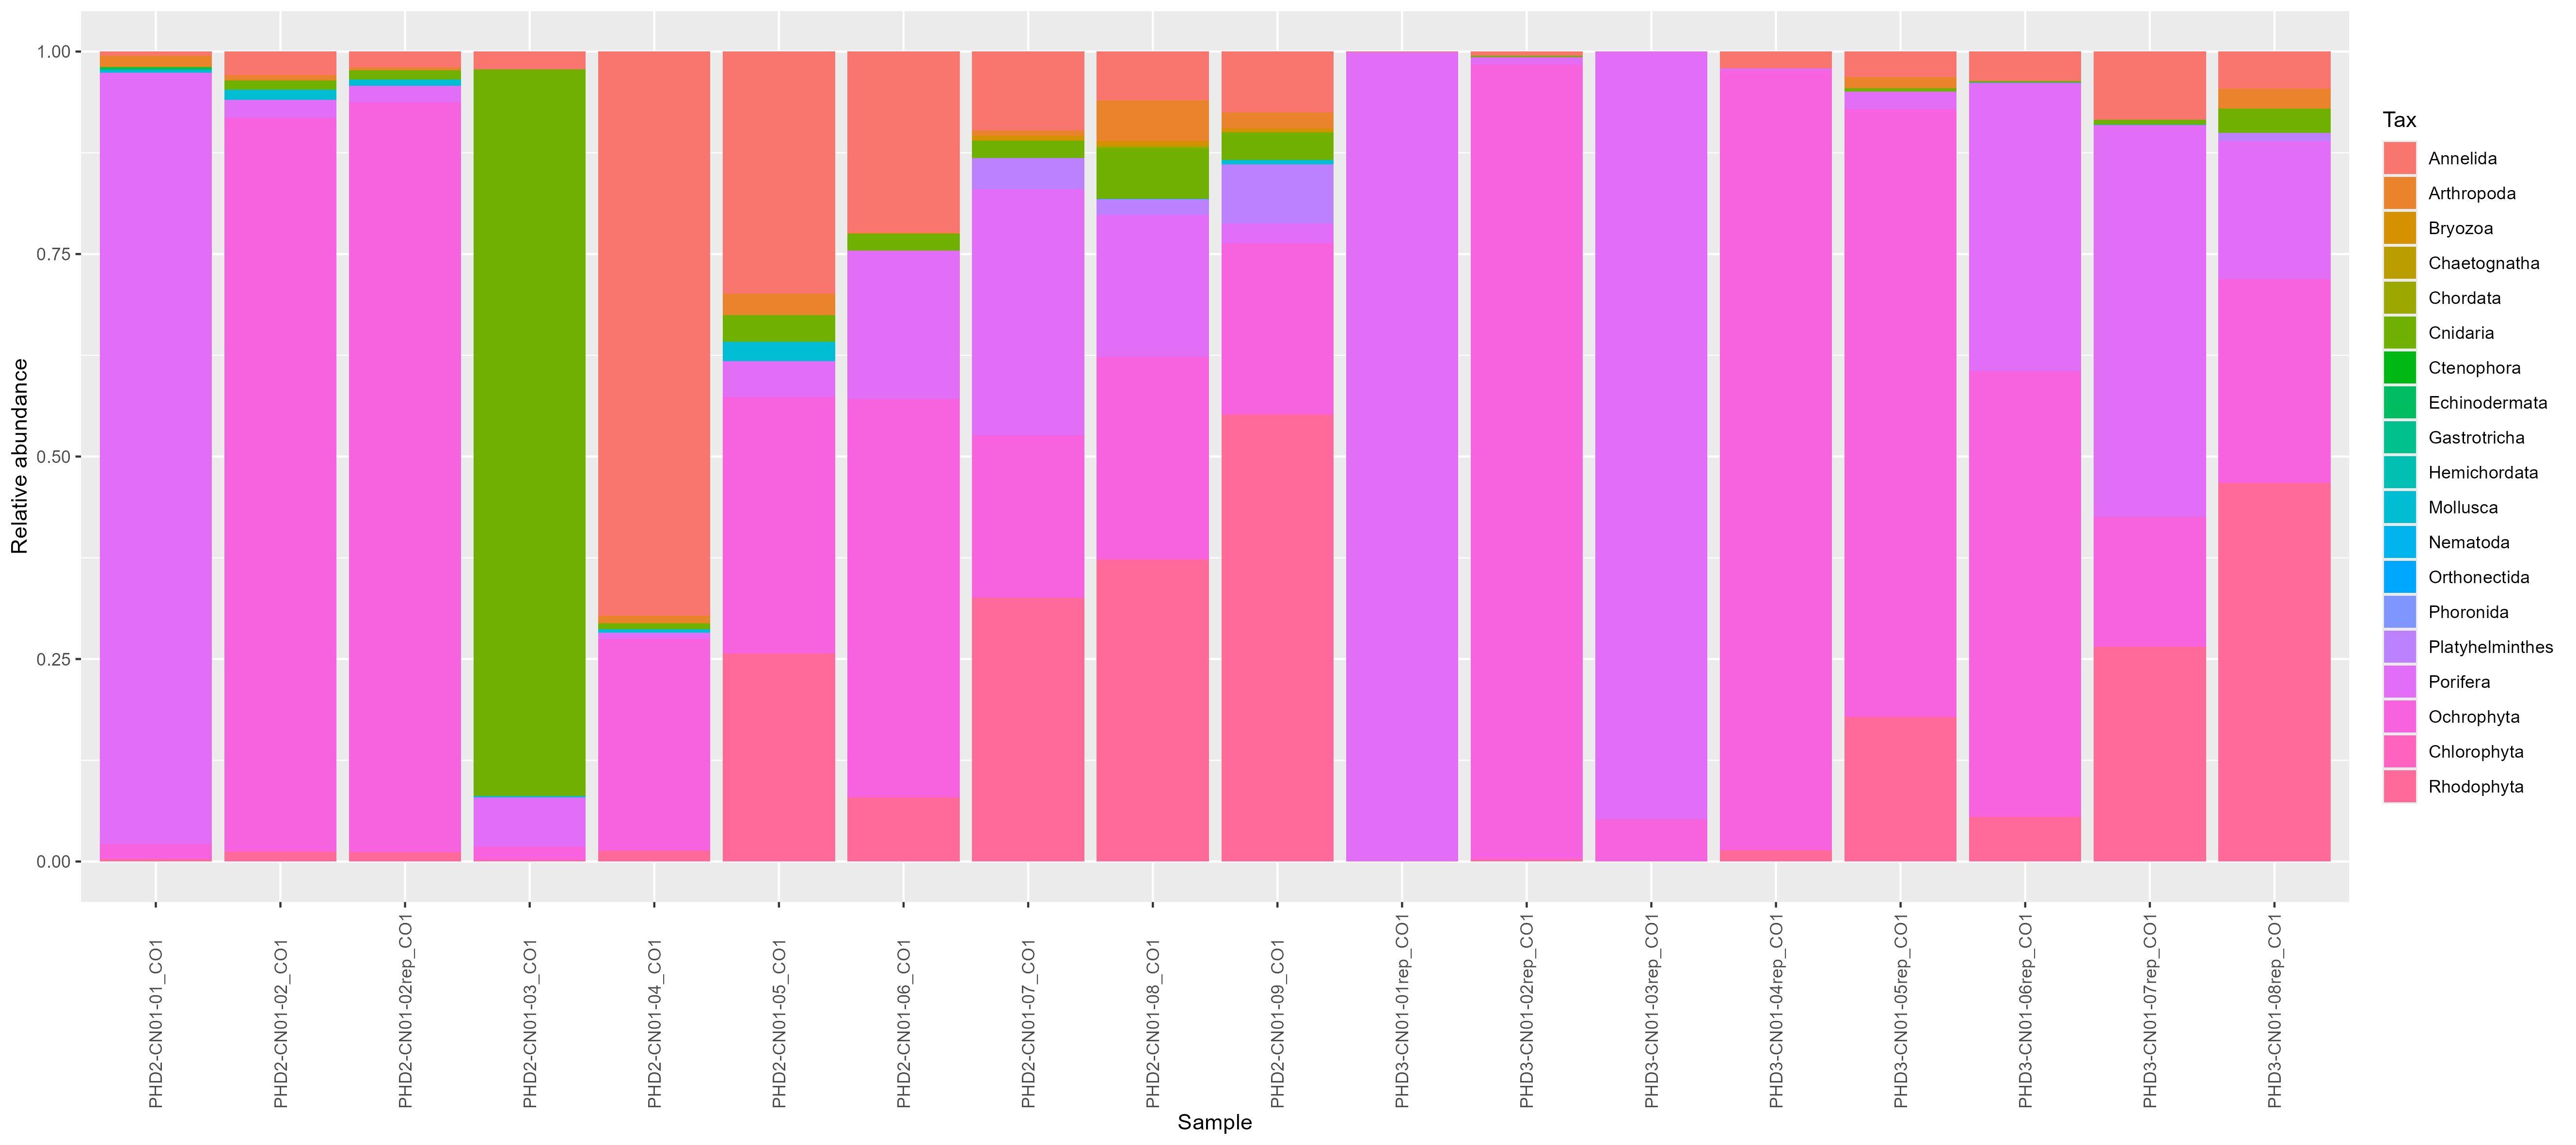 1.00
0.75
0.50
0.25
0.00
Relative abundance
PHD2-CN01-01_CO1
PHD2-CN01-02_CO1
PHD2-CN01-02rep_CO1
PHD2-CN01-03_CO1
PHD2-CN01-04_CO1
PHD2-CN01-05_CO1
PHD2-CN01-06_CO1
PHD2-CN01-07_CO1
PHD2-CN01-08_CO1
PHD2-CN01-09_CO1
PHD3-CN01-01rep_CO1
PHD3-CN01-02rep_CO1
PHD3-CN01-03rep_CO1
PHD3-CN01-04rep_CO1
PHD3-CN01-05rep_CO1
PHD3-CN01-06rep_CO1
PHD3-CN01-07rep_CO1
PHD3-CN01-08rep_CO1
Sample
Tax
Annelida
Arthropoda
Bryozoa
Chaetognatha
Chordata
Cnidaria
Ctenophora
Echinodermata
Gastrotricha
Hemichordata
Mollusca
Nematoda
Orthonectida
Phoronida
Platyhelminthes
Porifera
Ochrophyta
Chlorophyta
Rhodophyta